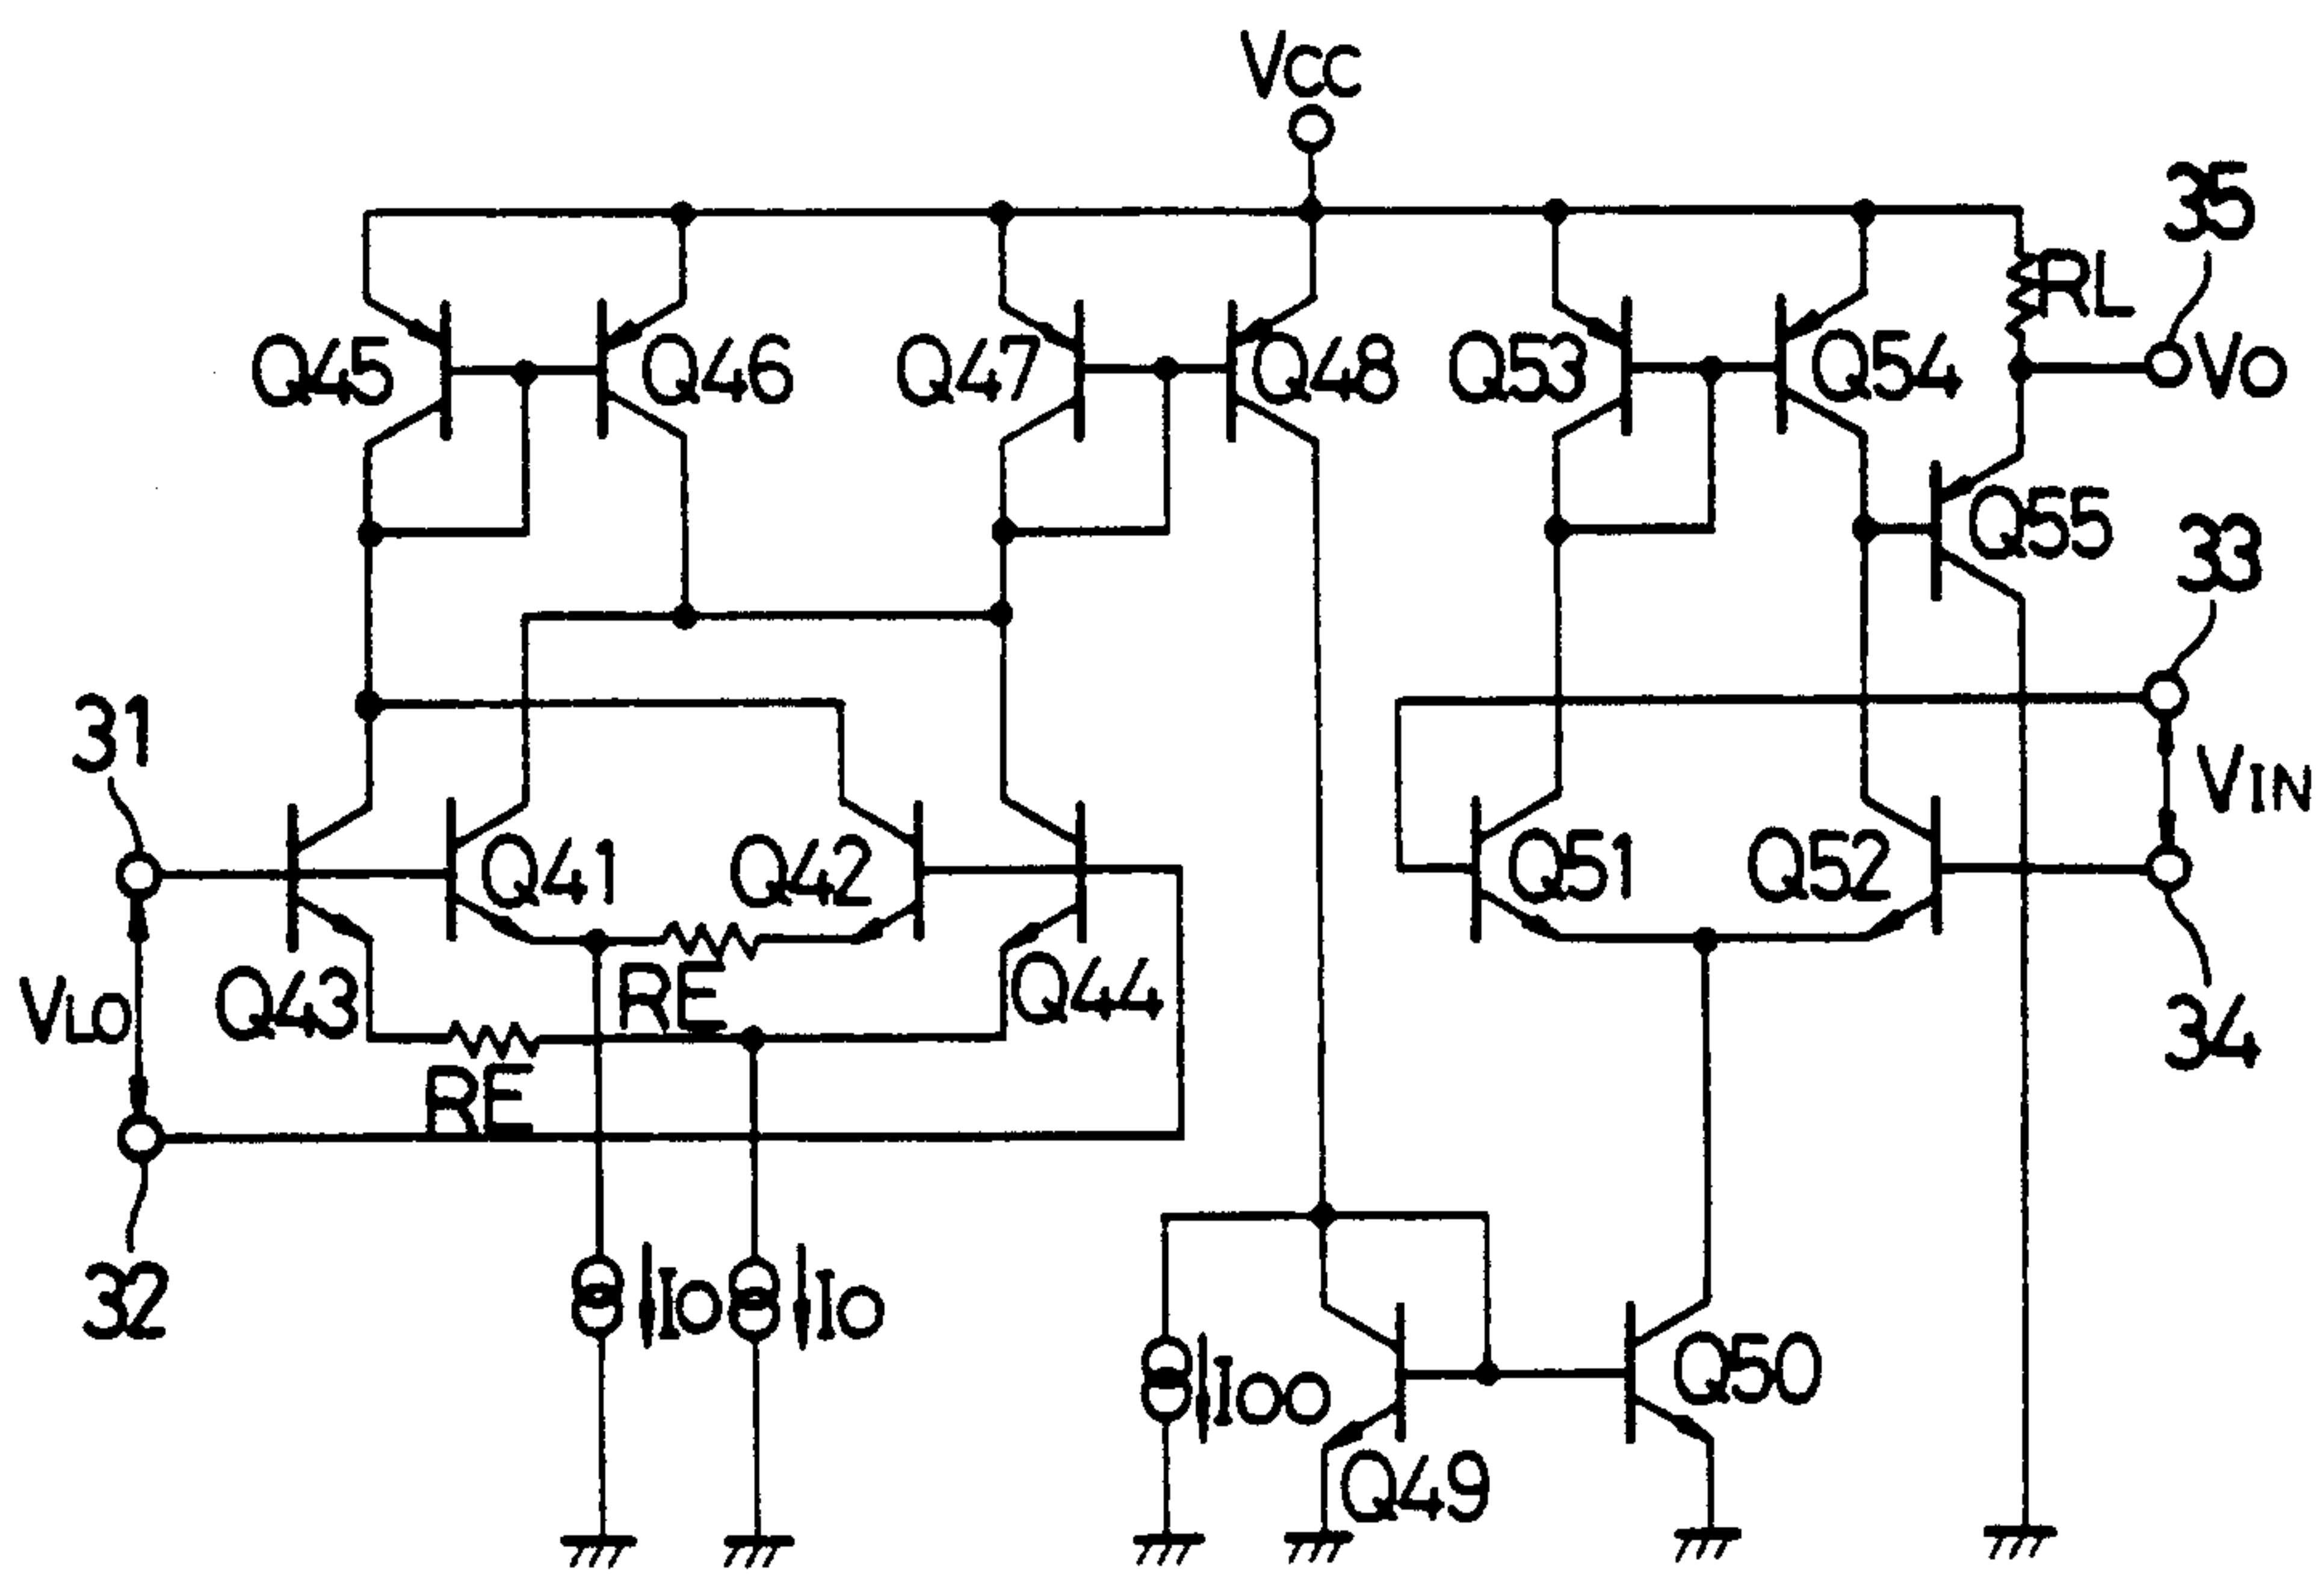 VCC
35
RL
Q45
Q46
Q47
Q48
Q53
Q54
VO
Q55
33
31
VIN
Q41
Q42
Q51
Q52
VLO
Q43
RE
Q44
34
RE
32
IO
IO
IOO
Q50
Q49